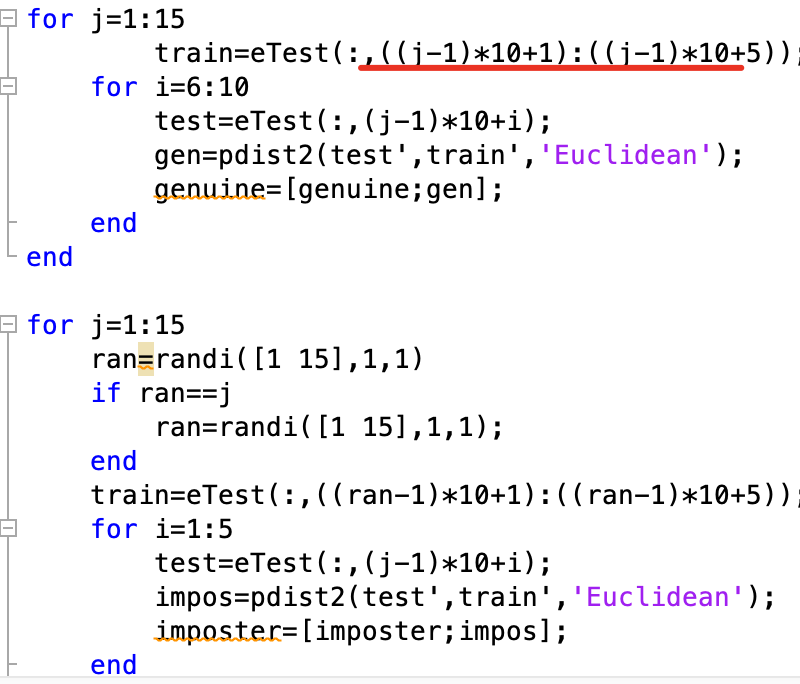 for j=1:15
train=eTest(:,((j-1)*10+1):((j-1)*10+5));
for i=6:10
test=eTest(:,(j-1)*10+i);
gen=pdist2(test',train','Euclidean');
genuine=[genuine;gen];
end
end
for j=1:15
ran=randi([1 15],1,1)
if ran==j
ran=randi([1 15],1,1);
end
train=eTest(:,((ran-1)*10+1):((ran-1)*10+5));
for i=1:5
test=eTest(:,(j-1)*10+i);
impos=pdist2(test',train','Euclidean');
imposter=[imposter;impos];
end